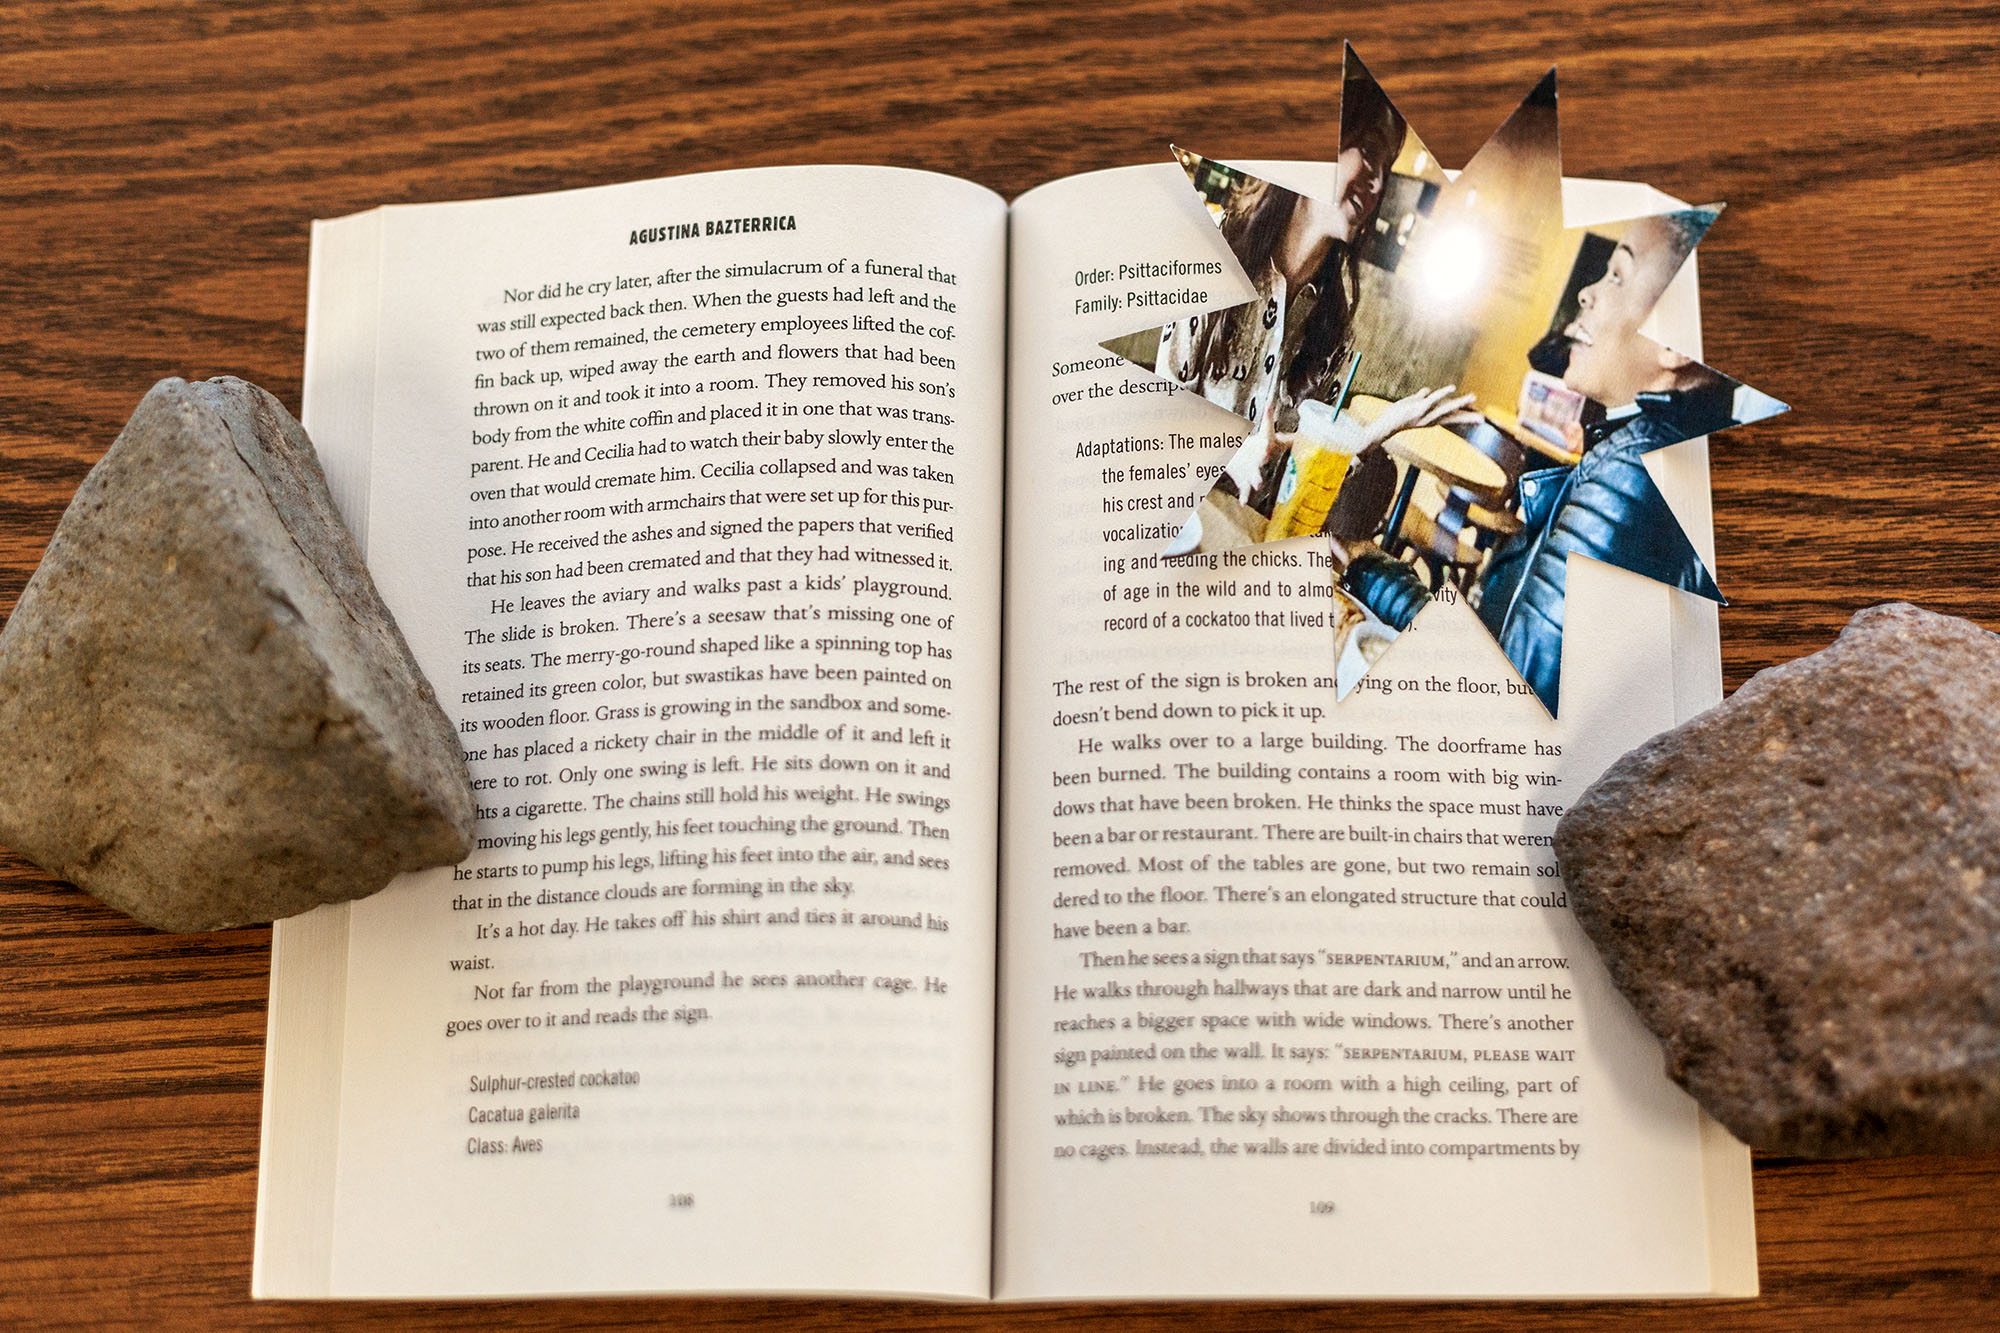 AGUSTINA BAZTERRICA
Nor did he cry later, after the simulacrum of a funeral that
was still expected back then. When the guests had left and the
two of them remained, the cemetery employees lifted the cof-
fin back up, wiped away the earth and flowers that had been
thrown on it and took it into a room. They removed his son's
body from the white coffin and placed it in one that was trans-
parent. He and Cecilia had to watch their baby slowly enter the
oven that would cremate him. Cecilia collapsed and was taken
into another room with armchairs that were set up for this pur-
pose. He received the ashes and signed the papers that verified
that his son had been cremated and that they had witnessed it.
He leaves the aviary and walks past a kids' playground.
The slide is broken. There's a seesaw that's missing one of
its seats. The merry-go-round shaped like a spinning top has
retained its green color, but swastikas have been painted on
its wooden floor. Grass is growing in the sandbox and some-
one has placed a rickety chair in the middle of it and left it
to rot. Only one swing is left. He sits down on it and
a cigarette. The chains still hold his weight. He swings
moving his legs gently, his feet touching the ground. Then
he starts to pump his legs, lifting his feet into the air, and sees
that in the distance clouds are forming in the sky.
It's a hot day. He takes off his shirt and ties it around his
waist.
Not far from the playground he sees another cage. He
goes over to it and reads the sign.
Sulphur-crested cockatoo
Cacatua galerita
Class: Aves
108
Order: Psittaciformes
Family: Psittacidae
Someone
over the descrip
Adaptations: The males
the females' eyes
his crest and
vocalizatio
ing and feeding the chicks. The
of age in the wild and to almo vity
record of a cockatoo that lived t ).
The rest of the sign is broken and lying on the floor, but
doesn't bend down to pick it up.
He walks over to a large building. The doorframe has
been burned. The building contains a room with big win-
dows that have been broken. He thinks the space must have
been a bar or restaurant. There are built-in chairs that weren
removed. Most of the tables are gone, but two remain sol
dered to the floor. There's an elongated structure that could
have been a bar.
Then he sees a sign that says "SERPENTARIUM," and an arrow.
He walks through hallways that are dark and narrow until he
reaches a bigger space with wide windows. There's another
sign painted on the wall. It says: "SERPENTARIUM, PLEASE WAIT
IN LINE." He goes into a room with a high ceiling, part of
which is broken. The sky shows through the cracks. There are
no cages. Instead, the walls are divided into compartments by
109